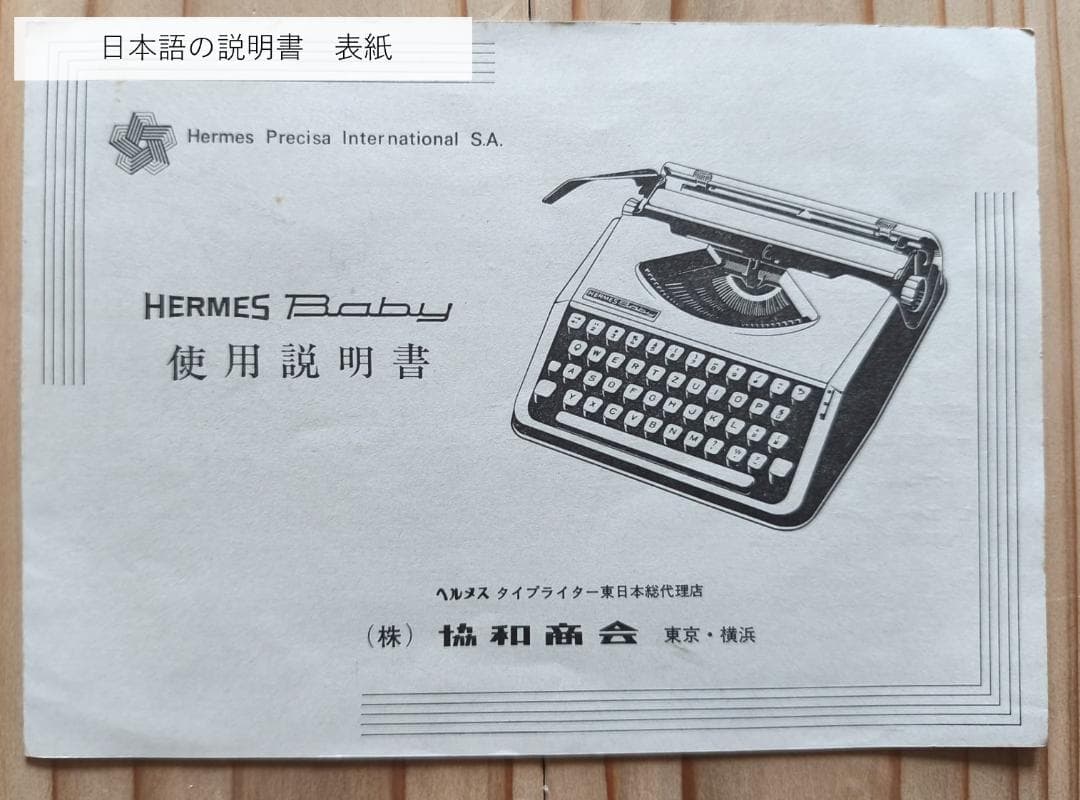 日本語の説明書　表紙
Hermes Precisa International S.A.
HERMES Baby
使用説明書
HERMES Baby
Q W E R T Z U I O P
A S D F G H J K L
Y X C V B N M
ヘルメス タイプライター東日本総代理店
（株） 協和商会 東京・横浜